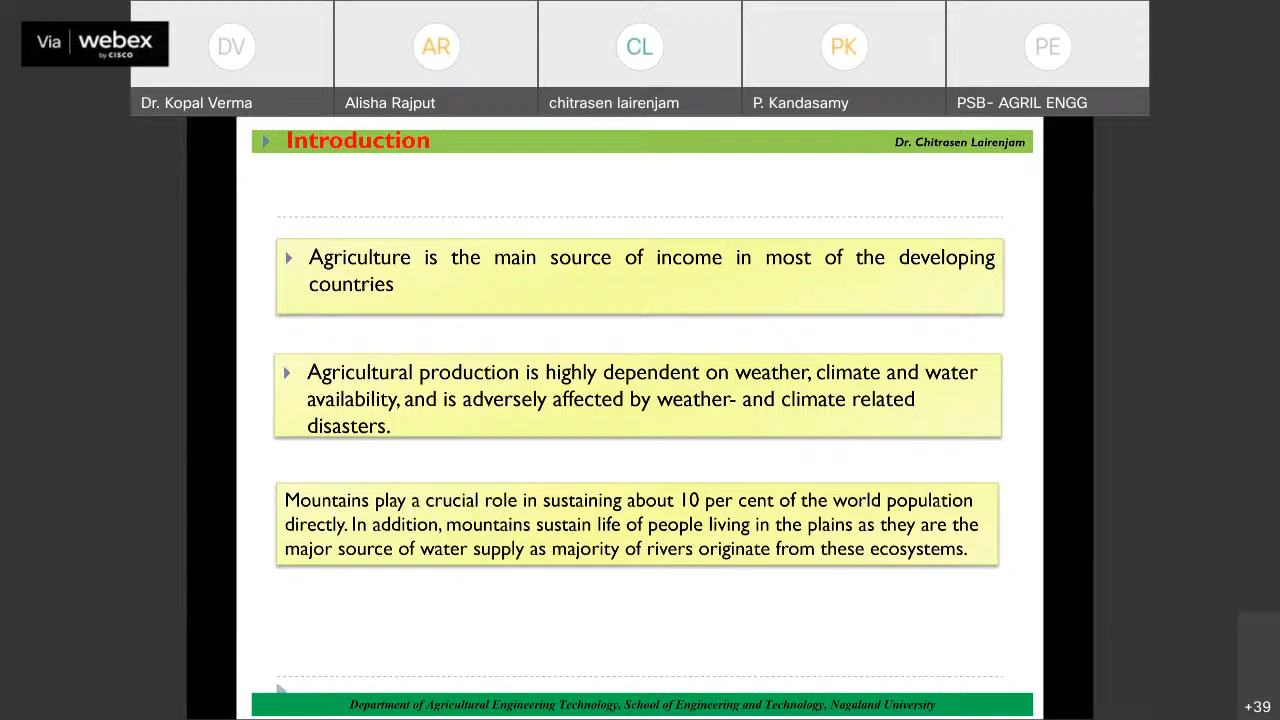 Via webex
by CISCO
DV
AR
CL
PK
PE
Dr. Kopal Verma
Alisha Rajput
chitrasen lairenjam
P. Kandasamy
PSB- AGRIL ENGG
Introduction
Dr. Chitrasen Lairenjam
Agriculture is the main source of income in most of the developing
countries
Agricultural production is highly dependent on weather, climate and water
availability, and is adversely affected by weather- and climate related
disasters.
Mountains play a crucial role in sustaining about 10 per cent of the world population
directly. In addition, mountains sustain life of people living in the plains as they are the
major source of water supply as majority of rivers originate from these ecosystems.
Department of Agricultural Engineering Technology, School of Engineering and Technology, Nagaland University
+39